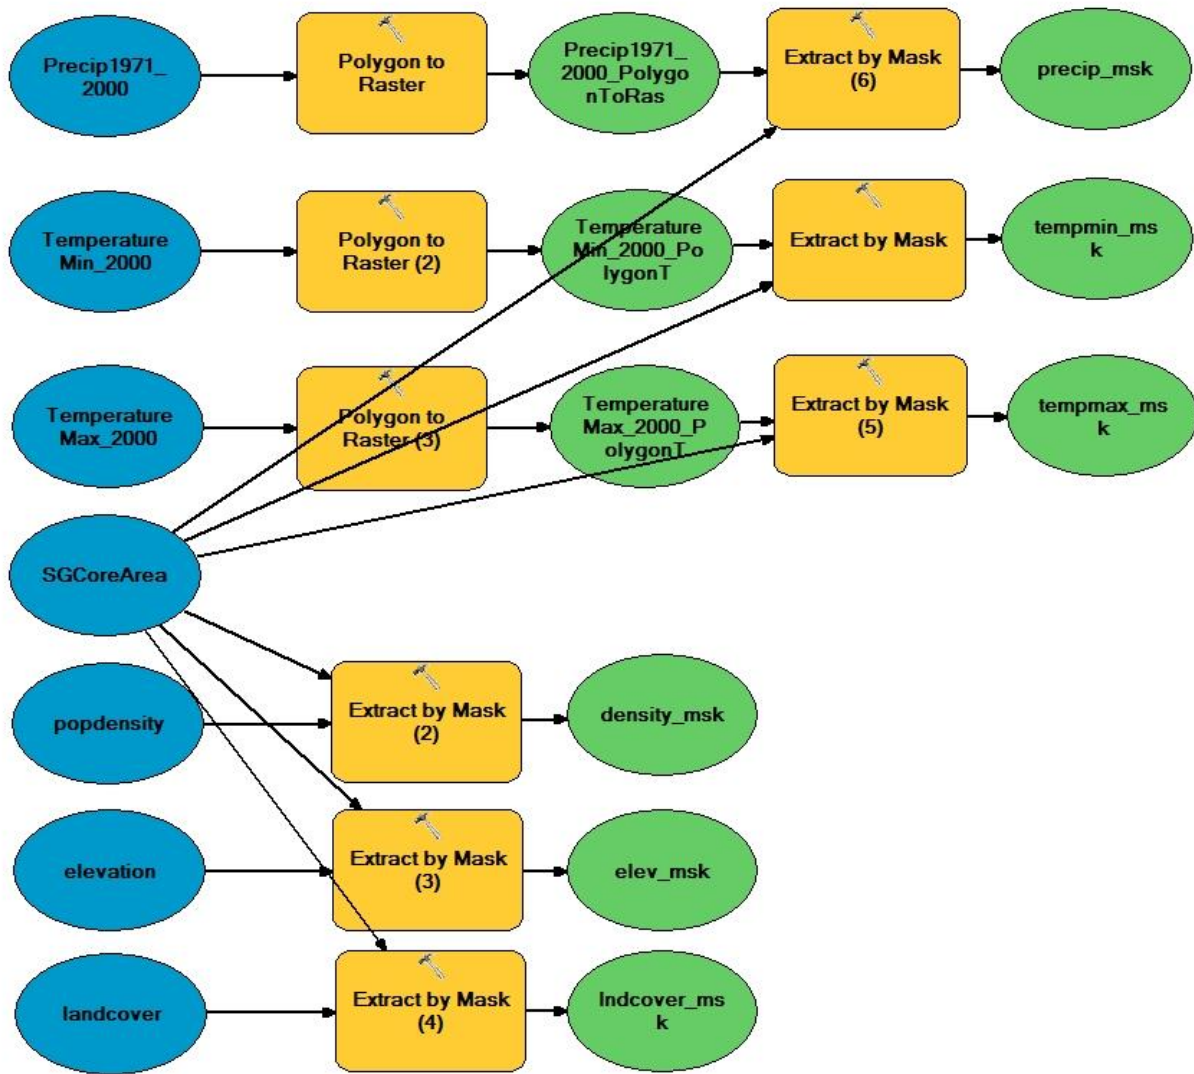 Precip1971_
2000
Polygon to
Raster
Precip1971_
2000_Polygo
nToRas
Extract by Mask
(6)
precip_msk
Temperature
Min_2000
Polygon to
Raster (2)
Temperature
Min_2000_Po
lygonT
Extract by Mask
tempmin_ms
k
Temperature
Max_2000
Polygon to
Raster (3)
Temperature
Max_2000_P
olygonT
Extract by Mask
(5)
tempmax_ms
k
SGCoreArea
popdensity
Extract by Mask
(2)
density_msk
elevation
Extract by Mask
(3)
elev_msk
landcover
Extract by Mask
(4)
lndcover_ms
k